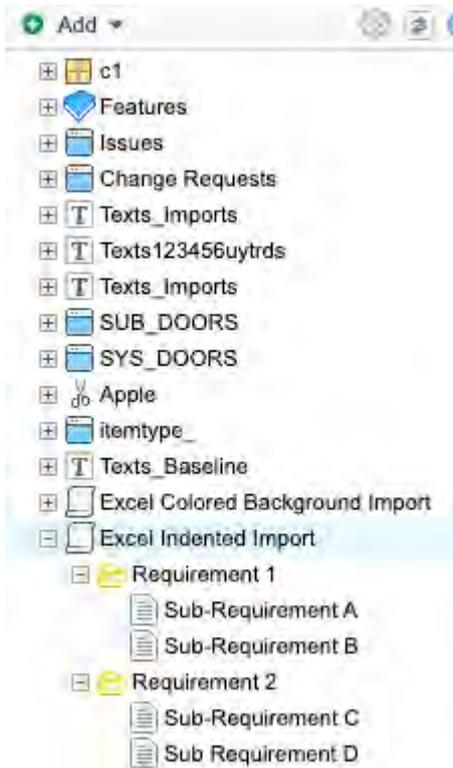 Add
c1
Features
Issues
Change Requests
Texts_Imports
Texts123456uytrds
Texts_Imports
SUB_DOORS
SYS_DOORS
Apple
itemtype_
Texts_Baseline
Excel Colored Background Import
Excel Indented Import
Requirement 1
Sub-Requirement A
Sub-Requirement B
Requirement 2
Sub-Requirement C
Sub Requirement D